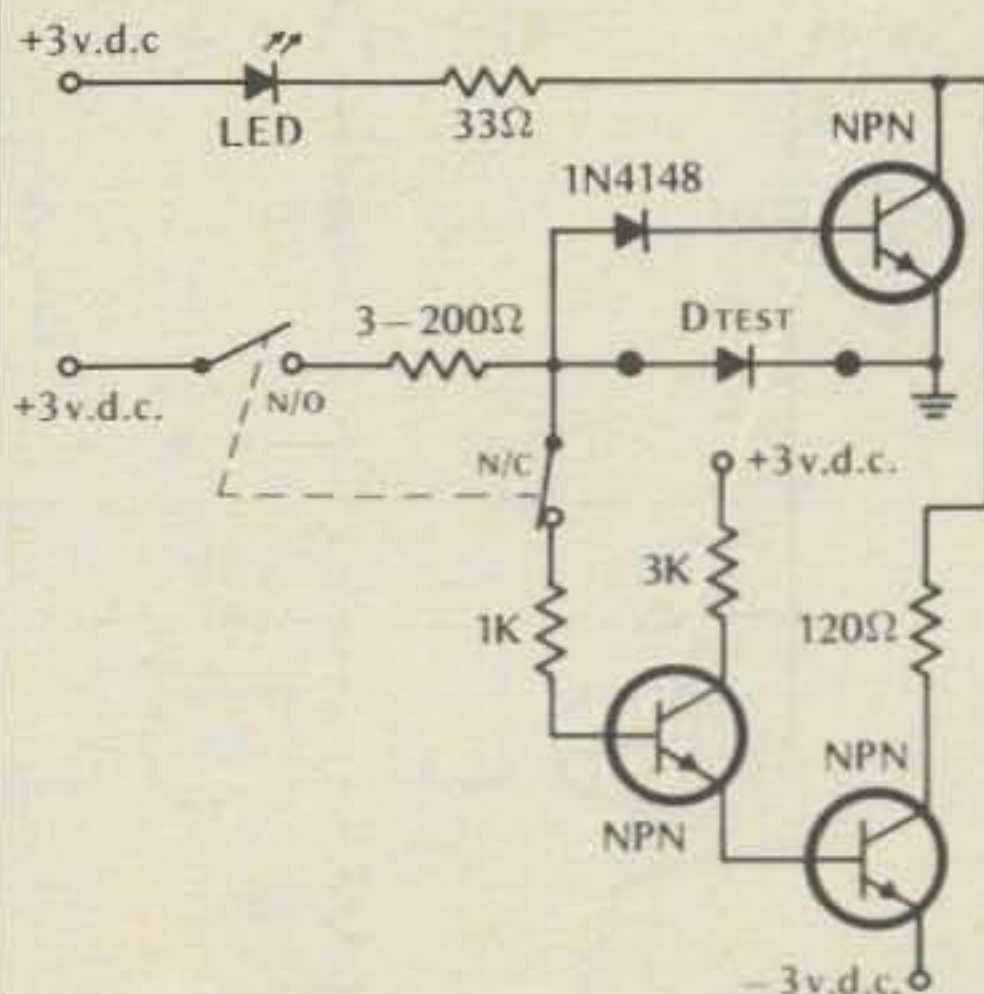 +3v.d.c
LED
33Ω
NPN
1N4148
3–200Ω
DTEST
+3v.d.c.
N/O
N/C
+3v.d.c.
3K
1K
120Ω
NPN
NPN
–3v.d.c.